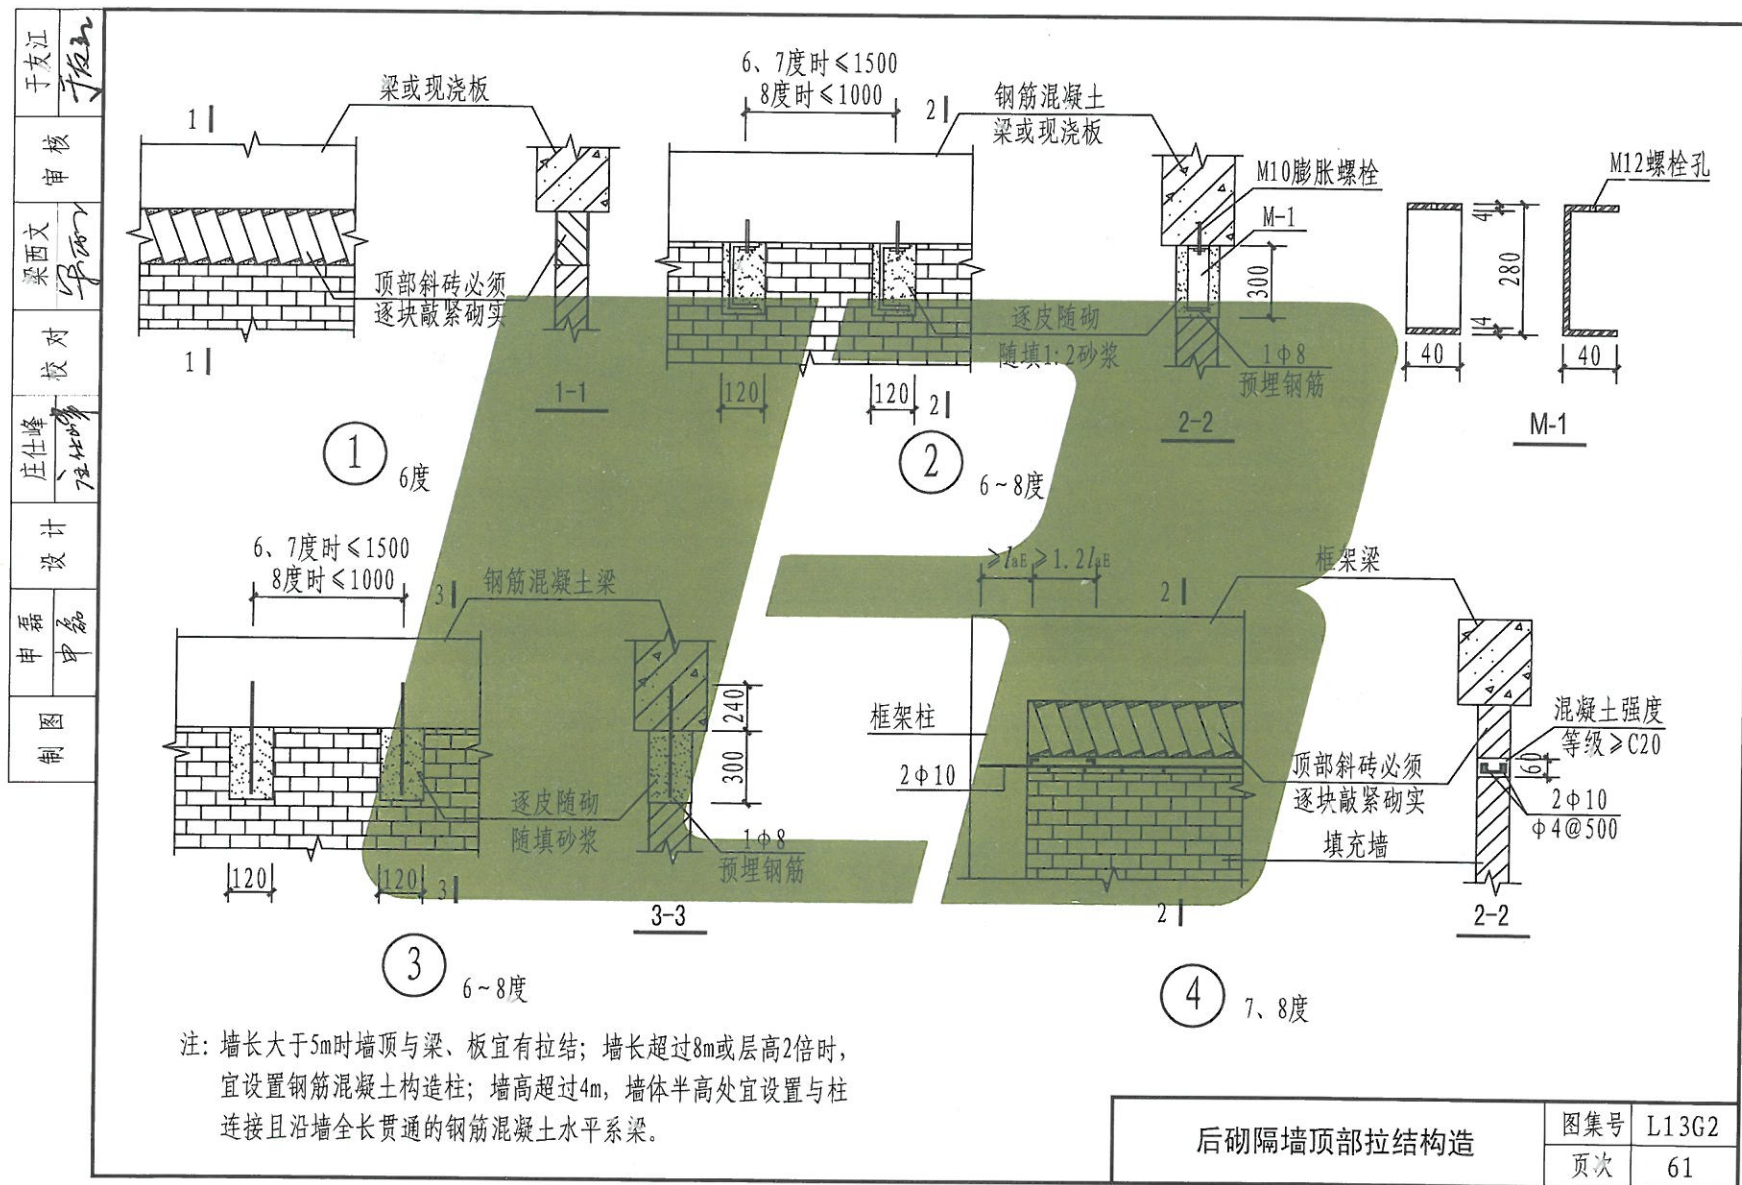 于友江
审核
梁西文
校对
庄仕峰
设计
申磊
制图
梁或现浇板
1
1
顶部斜砖必须
逐块敲紧砌实
1-1
1
6度
6、7度时≤1500
8度时≤1000
2
钢筋混凝土
梁或现浇板
M10膨胀螺栓
M-1
300
逐皮随砌
随填1:2砂浆
1φ8
预埋钢筋
120
120
2
2-2
2
6~8度
M12螺栓孔
4
280
4
40
40
M-1
6、7度时≤1500
8度时≤1000
3
钢筋混凝土梁
240
300
逐皮随砌
随填砂浆
1φ8
预埋钢筋
120
120
3
3-3
3
6~8度
≥laE
≥1.2laE
2
框架梁
框架柱
2φ10
混凝土强度
等级≥C20
顶部斜砖必须
逐块敲紧砌实
60
2φ10
φ4@500
填充墙
2
2-2
4
7、8度
注: 墙长大于5m时墙顶与梁、板宜有拉结; 墙长超过8m或层高2倍时,
宜设置钢筋混凝土构造柱; 墙高超过4m, 墙体半高处宜设置与柱
连接且沿墙全长贯通的钢筋混凝土水平系梁。
后砌隔墙顶部拉结构造
图集号 L13G2
页次 61